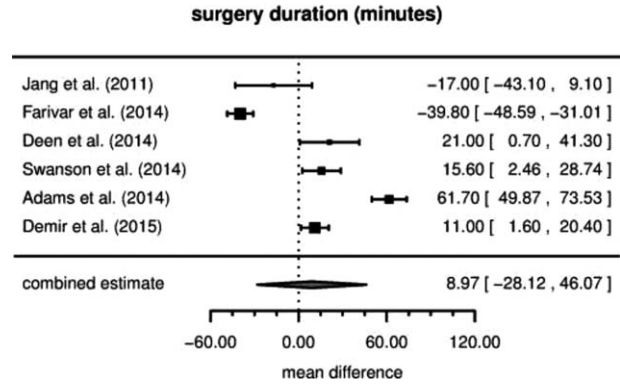 surgery duration (minutes)
Jang et al. (2011) −17.00 [ −43.10 , 9.10 ]
Farivar et al. (2014) −39.80 [ −48.59 , −31.01 ]
Deen et al. (2014) 21.00 [ 0.70 , 41.30 ]
Swanson et al. (2014) 15.60 [ 2.46 , 28.74 ]
Adams et al. (2014) 61.70 [ 49.87 , 73.53 ]
Demir et al. (2015) 11.00 [ 1.60 , 20.40 ]
combined estimate 8.97 [ −28.12 , 46.07 ]
−60.00 0.00 60.00 120.00
mean difference